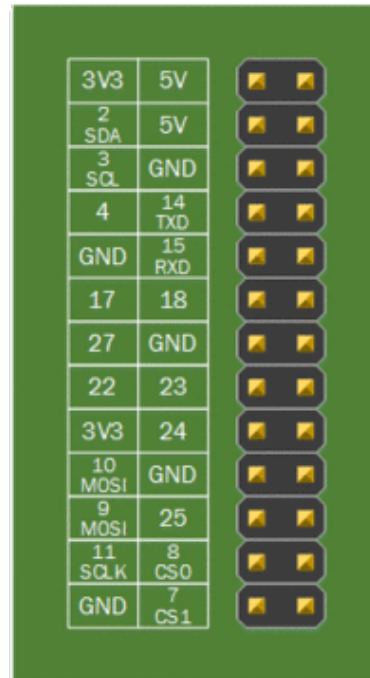 3V3 5V
2 SDA 5V
3 SCL GND
4 14 TXD
GND 15 RXD
17 18
27 GND
22 23
3V3 24
10 MOSI GND
9 MOSI 25
11 SCLK 8 CS0
GND 7 CS1